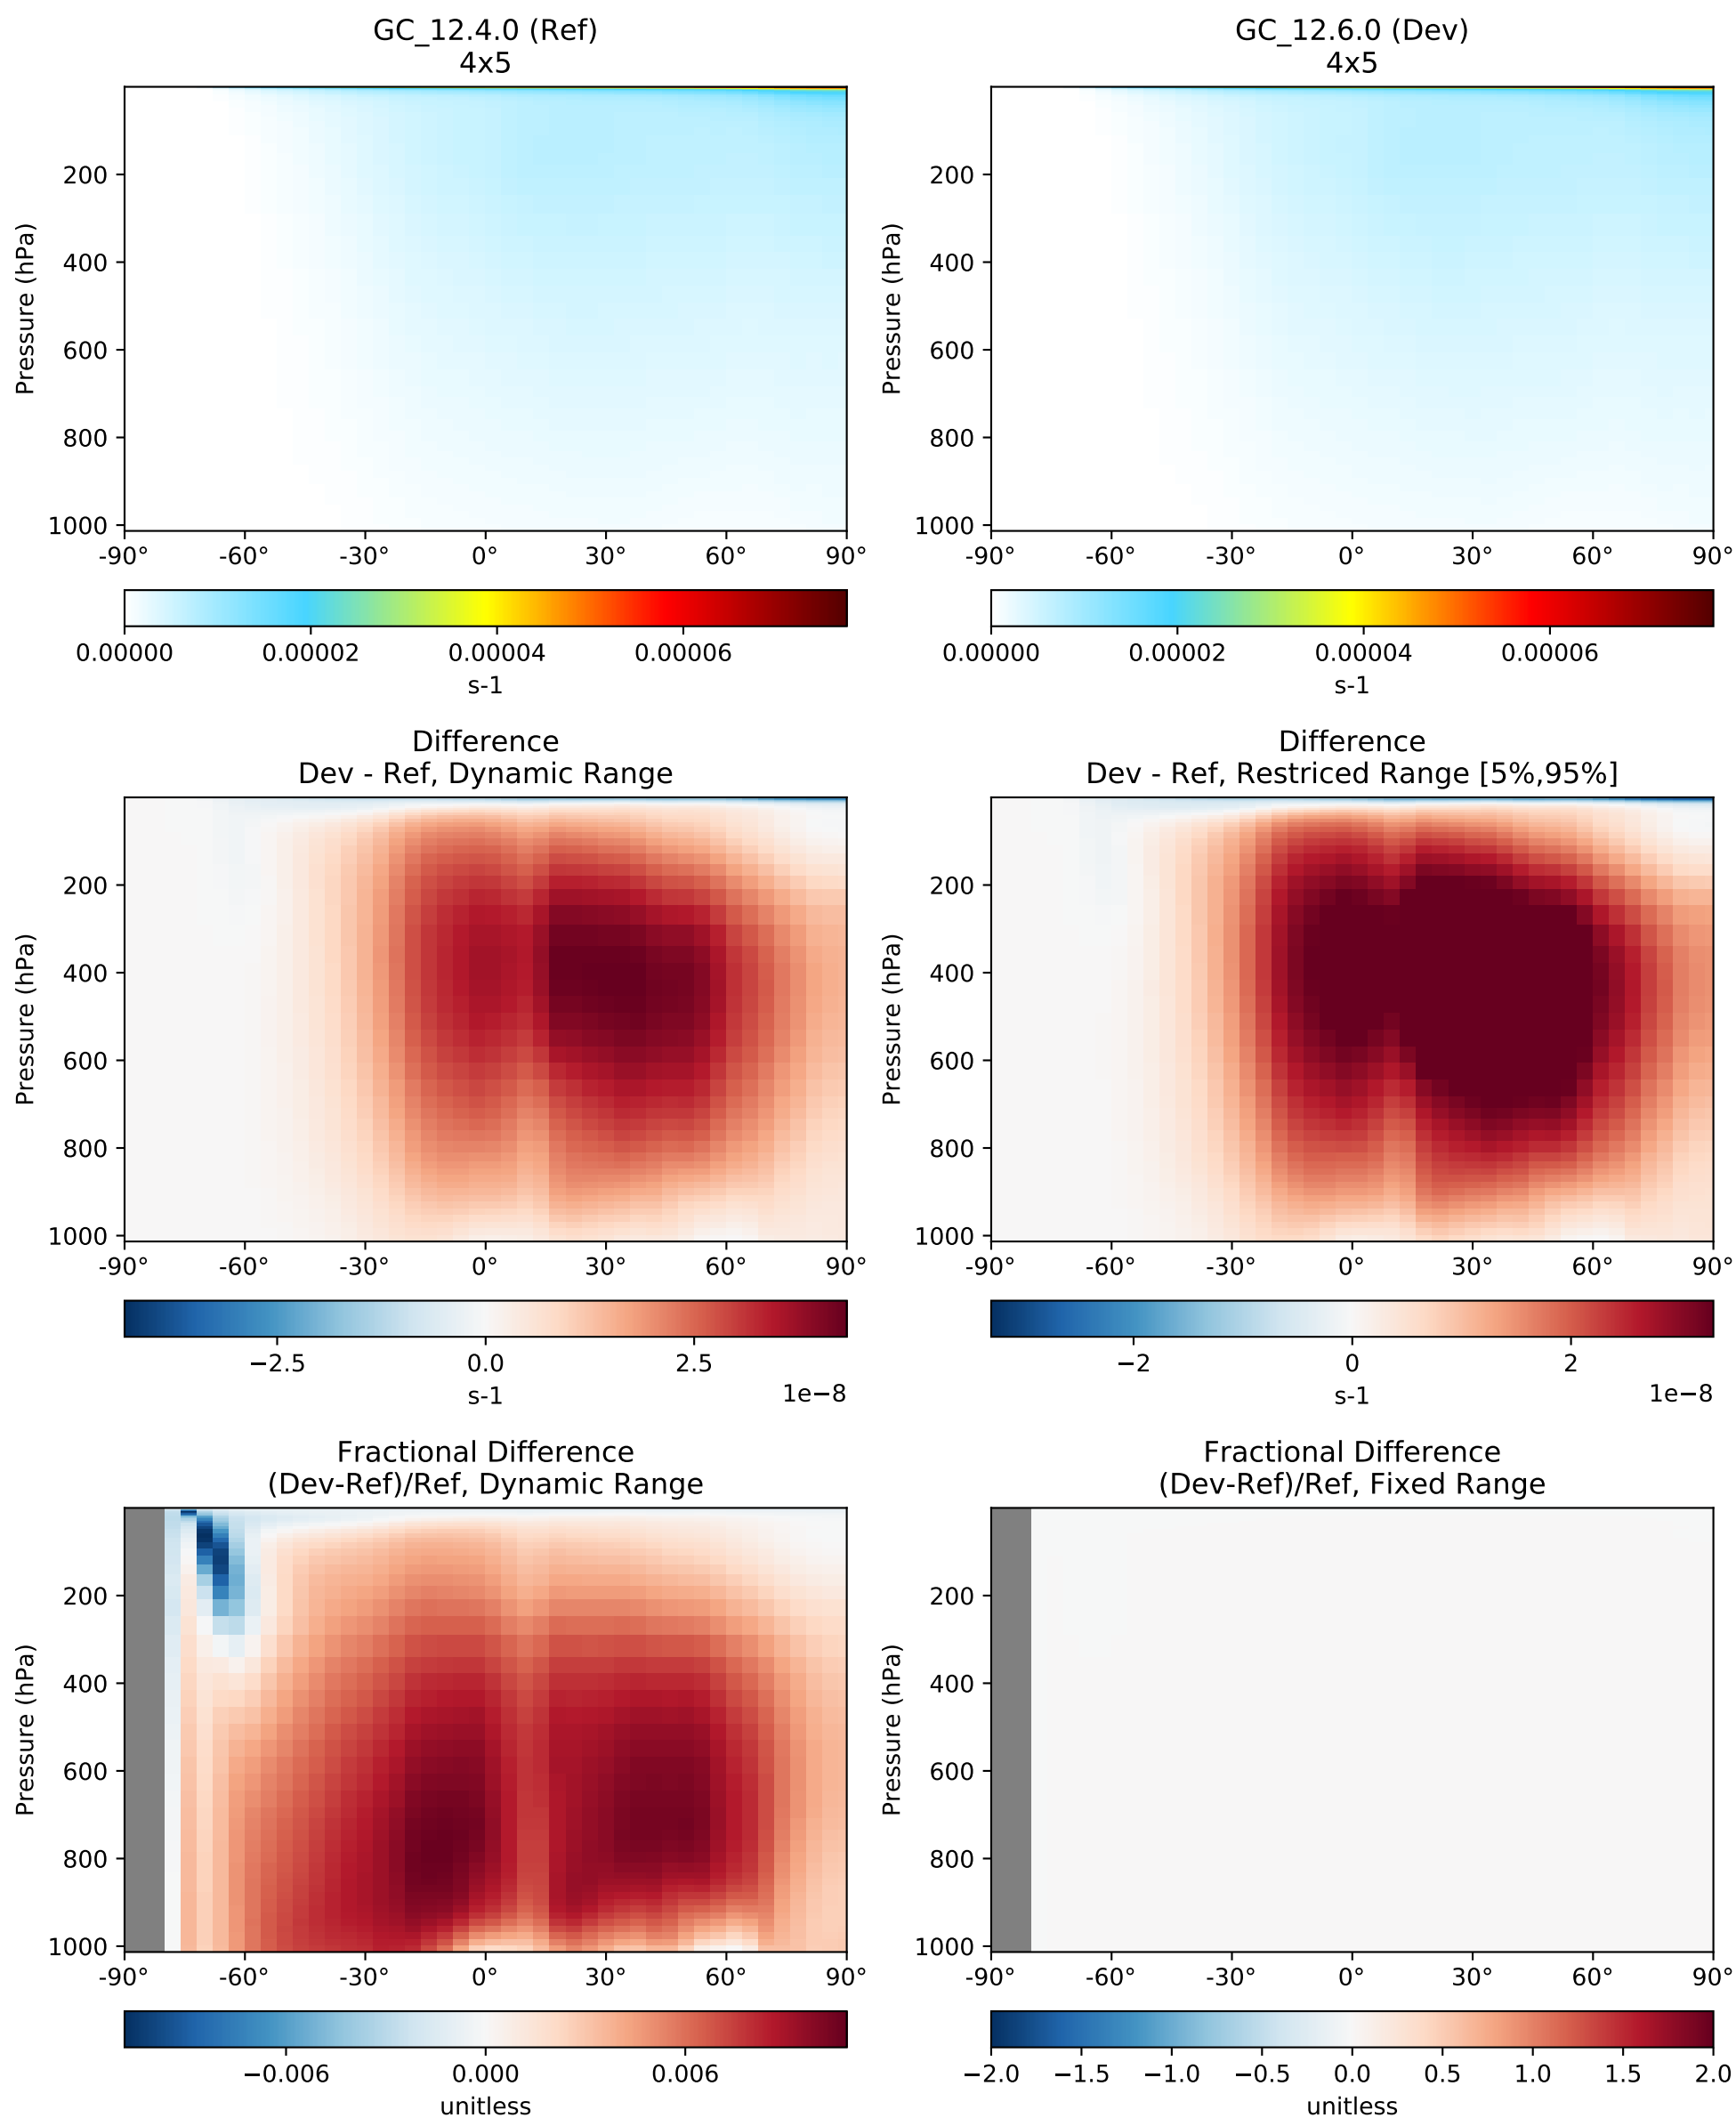 GC_12.4.0 (Ref)
4x5
GC_12.6.0 (Dev)
4x5
Pressure (hPa)
200
400
600
800
1000
-90° -60° -30° 0° 30° 60° 90°
0.00000 0.00002 0.00004 0.00006
s-1
Pressure (hPa)
200
400
600
800
1000
-90° -60° -30° 0° 30° 60° 90°
0.00000 0.00002 0.00004 0.00006
s-1
Difference
Dev - Ref, Dynamic Range
Pressure (hPa)
200
400
600
800
1000
-90° -60° -30° 0° 30° 60° 90°
−2.5 0.0 2.5
1e−8
s-1
Difference
Dev - Ref, Restriced Range [5%,95%]
Pressure (hPa)
200
400
600
800
1000
-90° -60° -30° 0° 30° 60° 90°
−2 0 2
1e−8
s-1
Fractional Difference
(Dev-Ref)/Ref, Dynamic Range
Pressure (hPa)
200
400
600
800
1000
-90° -60° -30° 0° 30° 60° 90°
−0.006 0.000 0.006
unitless
Fractional Difference
(Dev-Ref)/Ref, Fixed Range
Pressure (hPa)
200
400
600
800
1000
-90° -60° -30° 0° 30° 60° 90°
−2.0 −1.5 −1.0 −0.5 0.0 0.5 1.0 1.5 2.0
unitless